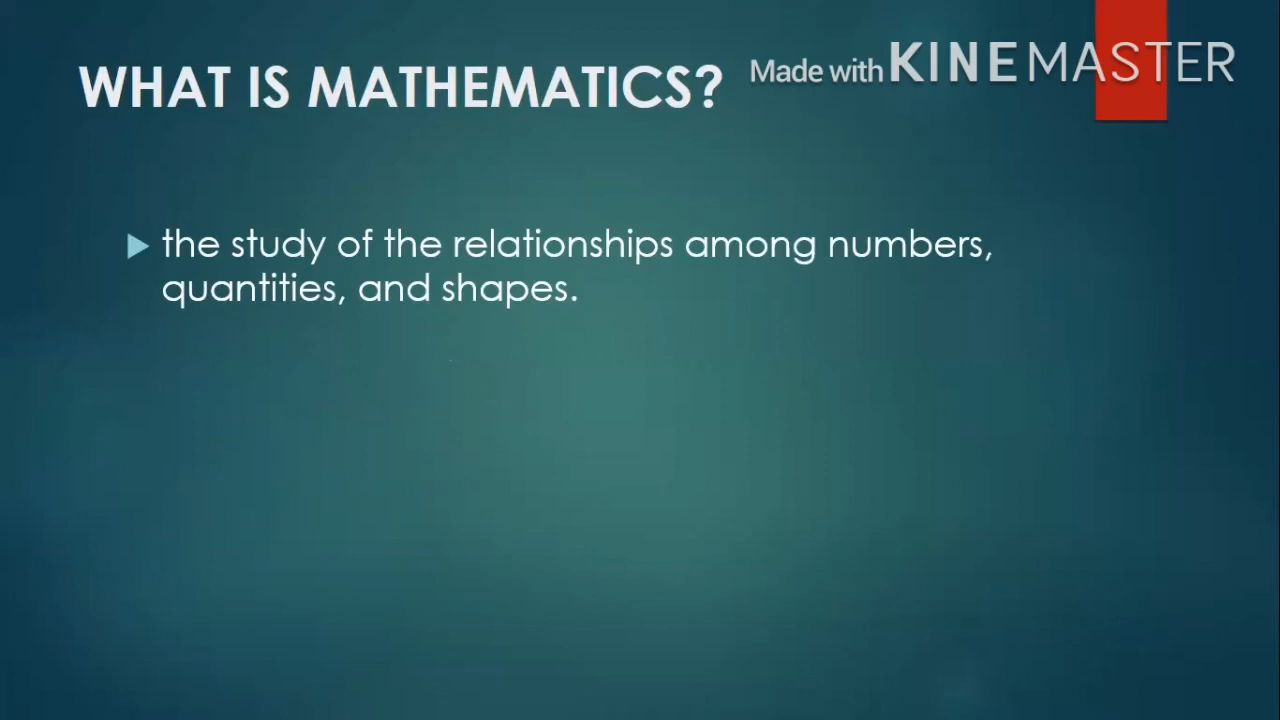 WHAT IS MATHEMATICS?
Made with KINEMASTER
the study of the relationships among numbers,
quantities, and shapes.